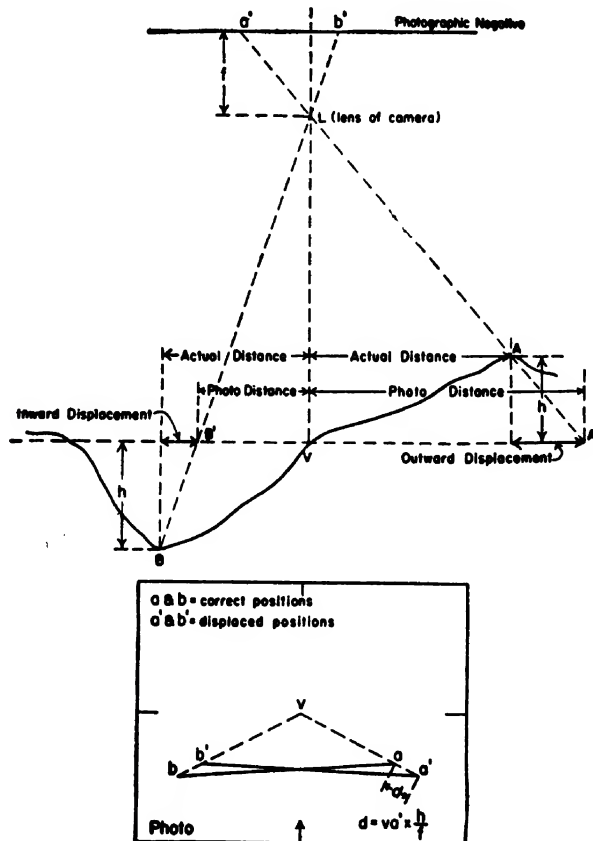 a' b' Photographic Negative
f
L (lens of camera)
A
Actual Distance Actual Distance
Photo Distance Photo Distance
h
Inward Displacement
B' V A'
Outward Displacement
h
B
a & b = correct positions
a' & b' = displaced positions
v
b' a
b a'
d
d = va' x h/f
Photo